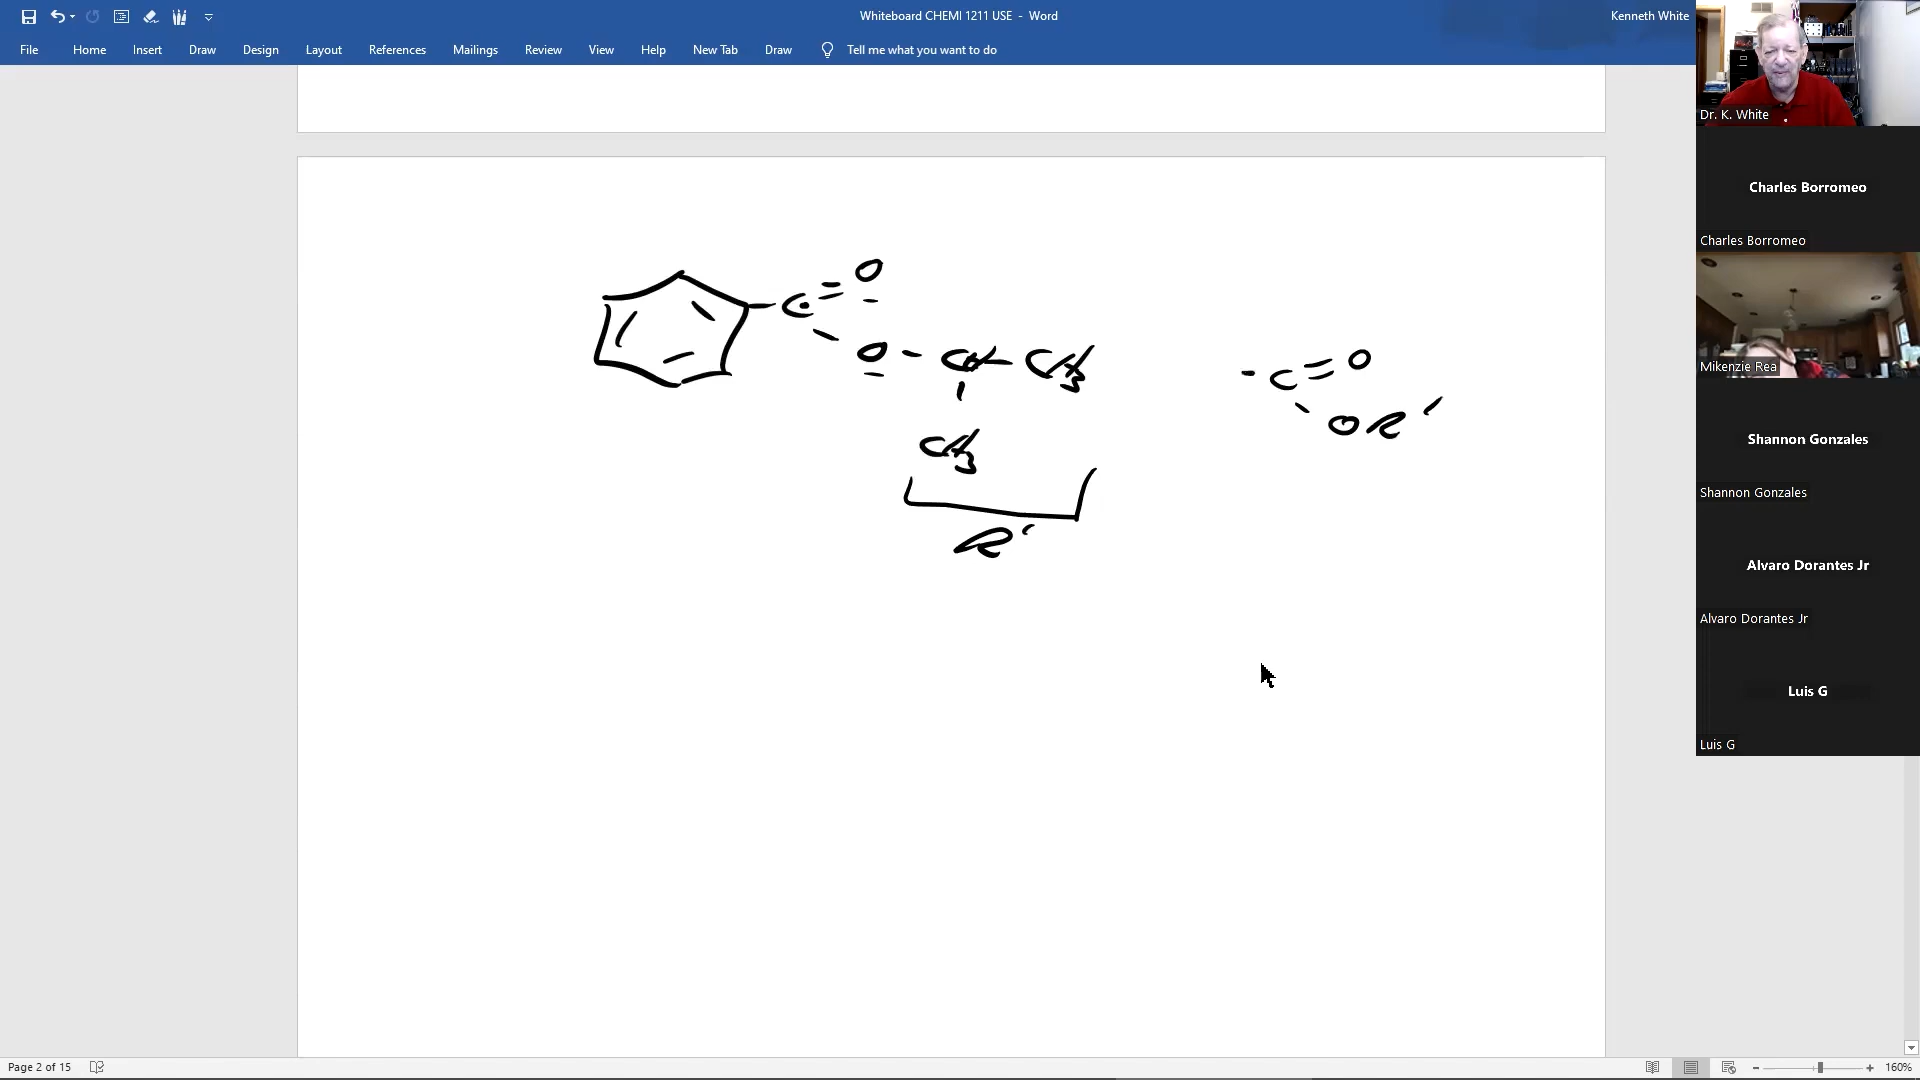 Whiteboard CHEMI 1211 USE - Word
Kenneth White
File Home Insert Draw Design Layout References Mailings Review View Help New Tab Draw Tell me what you want to do
Dr. K. White
Charles Borromeo
Charles Borromeo
Mikenzie Rea
Shannon Gonzales
Shannon Gonzales
Alvaro Dorantes Jr
Alvaro Dorantes Jr
Luis G
Luis G
- C = O
O - CH - CH3
CH3
R'
- C = O
OR'
Page 2 of 15
160%